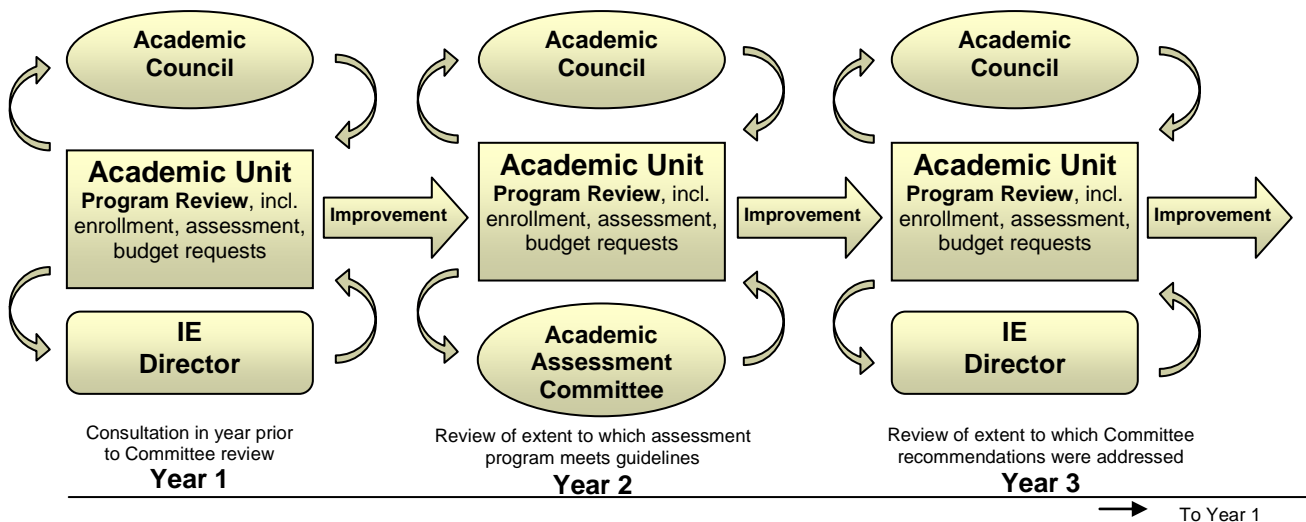 Academic
Council
Academic
Council
Academic
Council
Academic Unit
Program Review, incl.
enrollment, assessment,
budget requests
Improvement
Academic Unit
Program Review, incl.
enrollment, assessment,
budget requests
Improvement
Academic Unit
Program Review, incl.
enrollment, assessment,
budget requests
Improvement
IE
Director
Academic
Assessment
Committee
IE
Director
Consultation in year prior
to Committee review
Year 1
Review of extent to which assessment
program meets guidelines
Year 2
Review of extent to which Committee
recommendations were addressed
Year 3
To Year 1